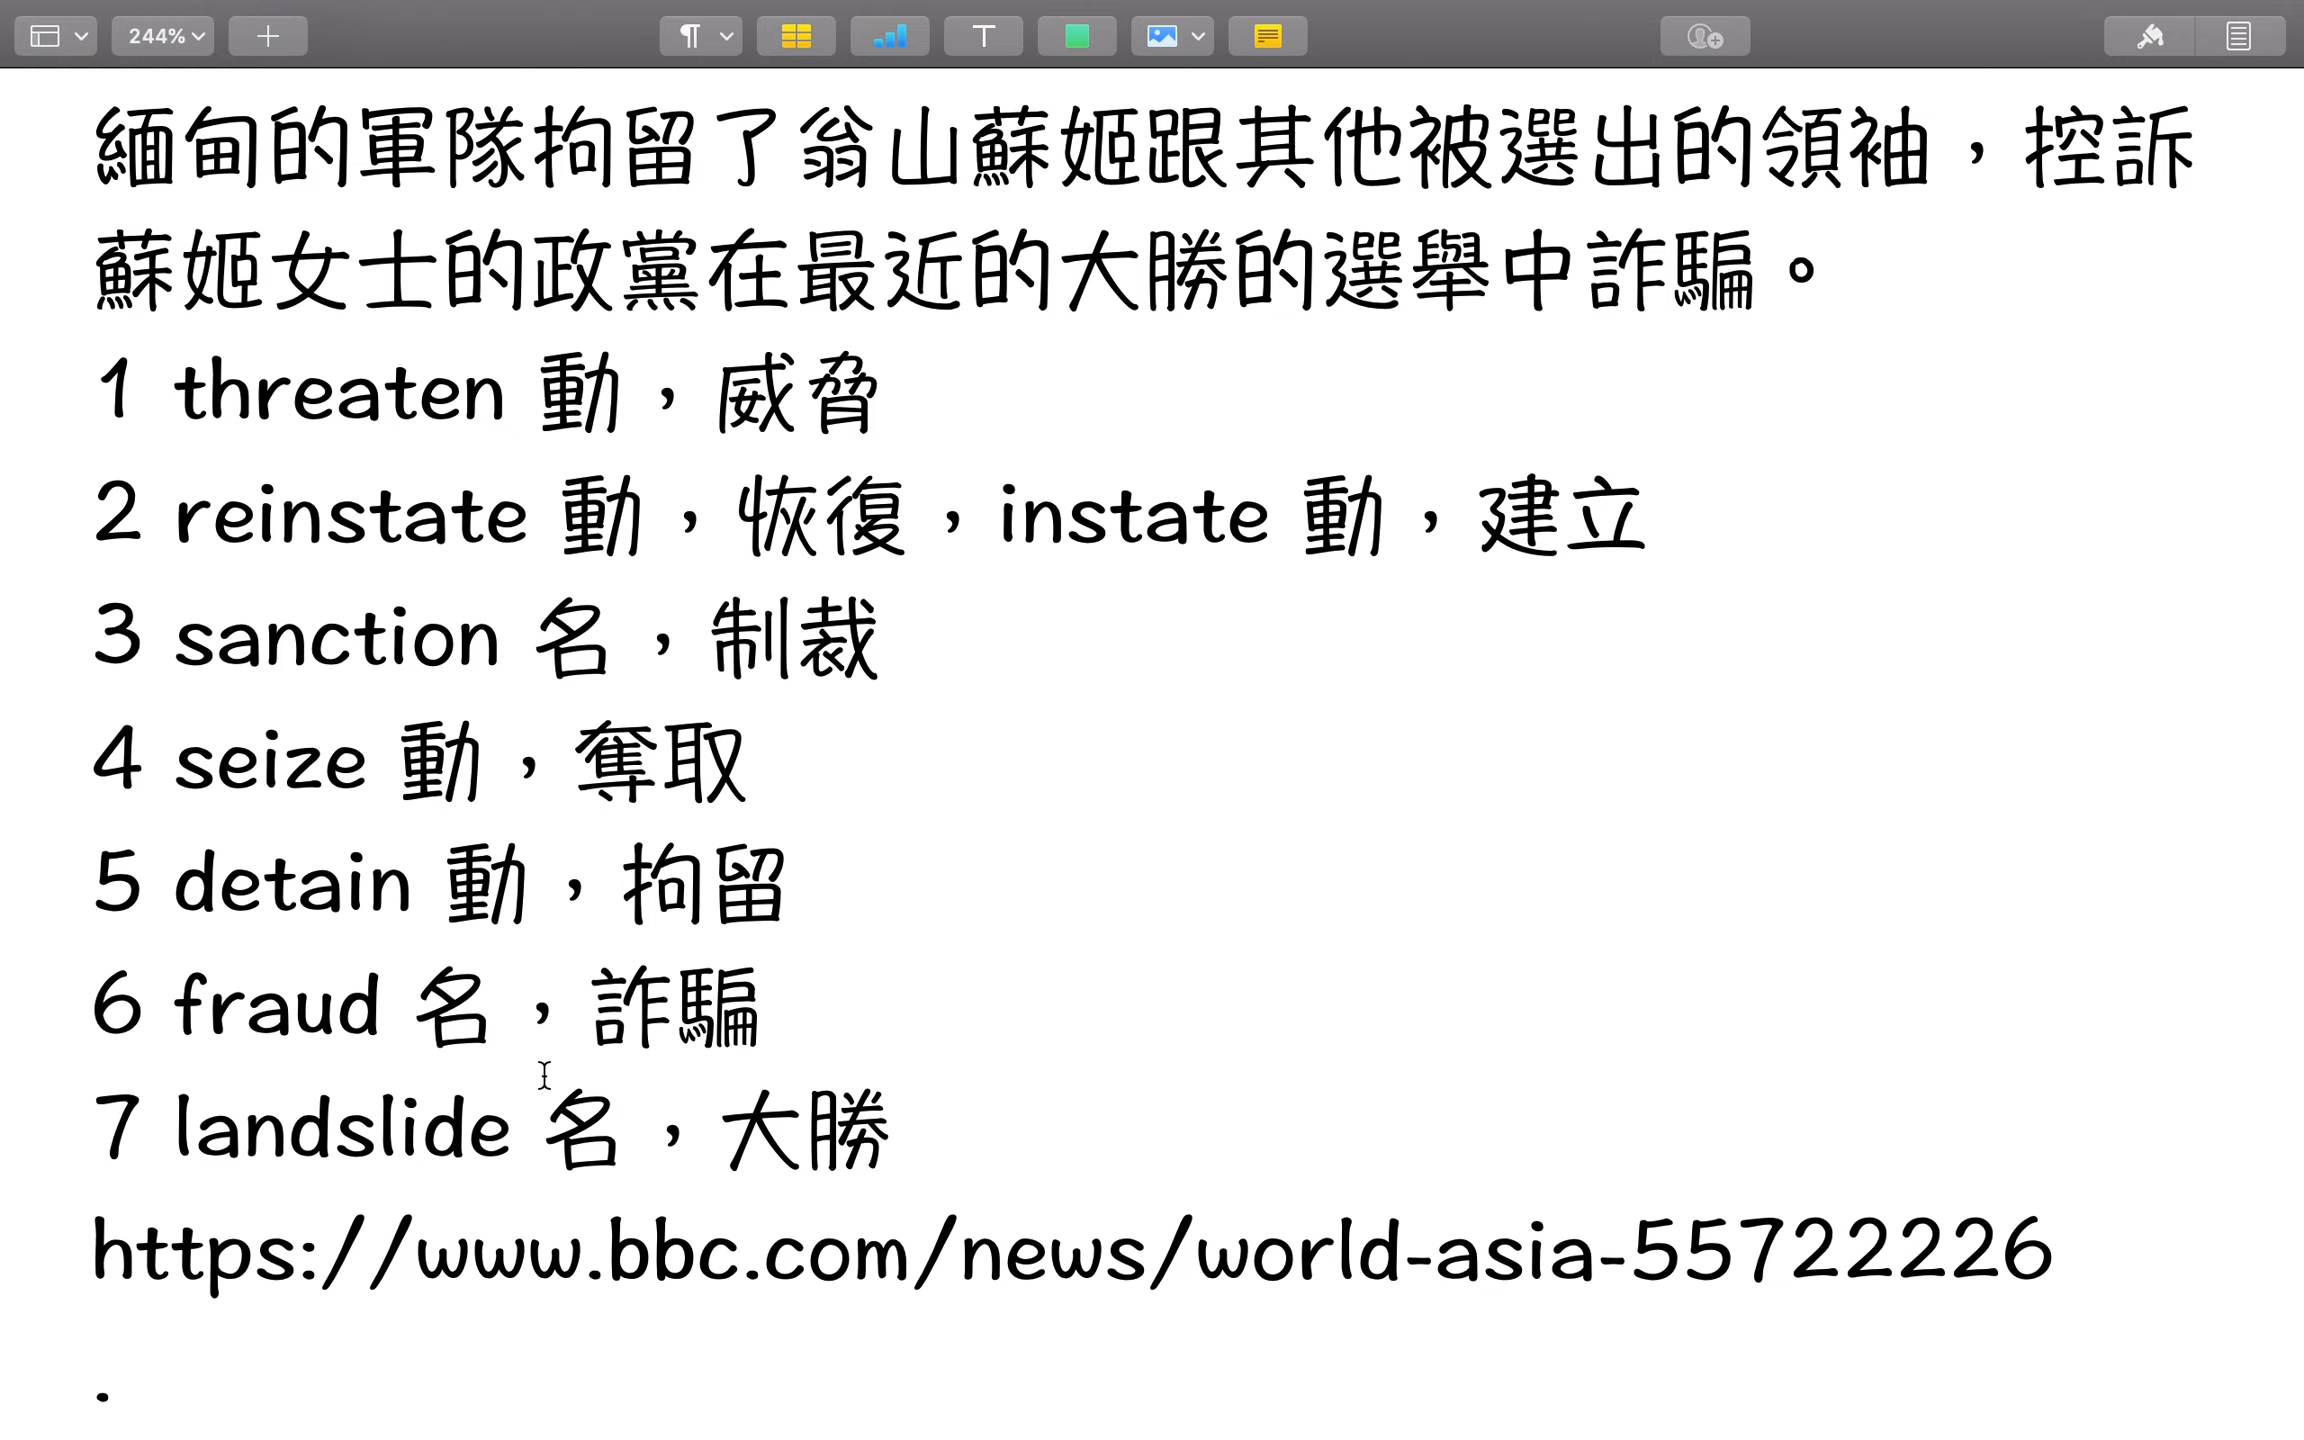 244%
緬甸的軍隊拘留了翁山蘇姬跟其他被選出的領袖，控訴
蘇姬女士的政黨在最近的大勝的選舉中詐騙。
1 threaten 動，威脅
2 reinstate 動，恢復，instate 動，建立
3 sanction 名，制裁
4 seize 動，奪取
5 detain 動，拘留
6 fraud 名，詐騙
7 landslide 名，大勝
https://www.bbc.com/news/world-asia-55722226
.